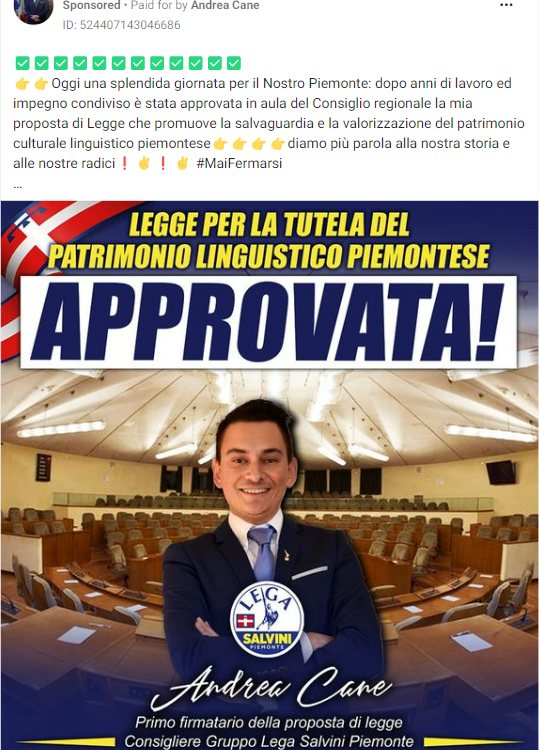 Sponsored • Paid for by Andrea Cane
ID: 524407143046686
✅✅✅✅✅✅✅✅✅✅✅✅
👉👉Oggi una splendida giornata per il Nostro Piemonte: dopo anni di lavoro ed
impegno condiviso è stata approvata in aula del Consiglio regionale la mia
proposta di Legge che promuove la salvaguardia e la valorizzazione del patrimonio
culturale linguistico piemontese👉👉👉👉diamo più parola alla nostra storia e
alle nostre radici❗✌❗✌ #MaiFermarsi
...
LEGGE PER LA TUTELA DEL
PATRIMONIO LINGUISTICO PIEMONTESE
APPROVATA!
LEGA
SALVINI
PIEMONTE
Andrea Cane
Primo firmatario della proposta di legge
Consigliere Gruppo Lega Salvini Piemonte